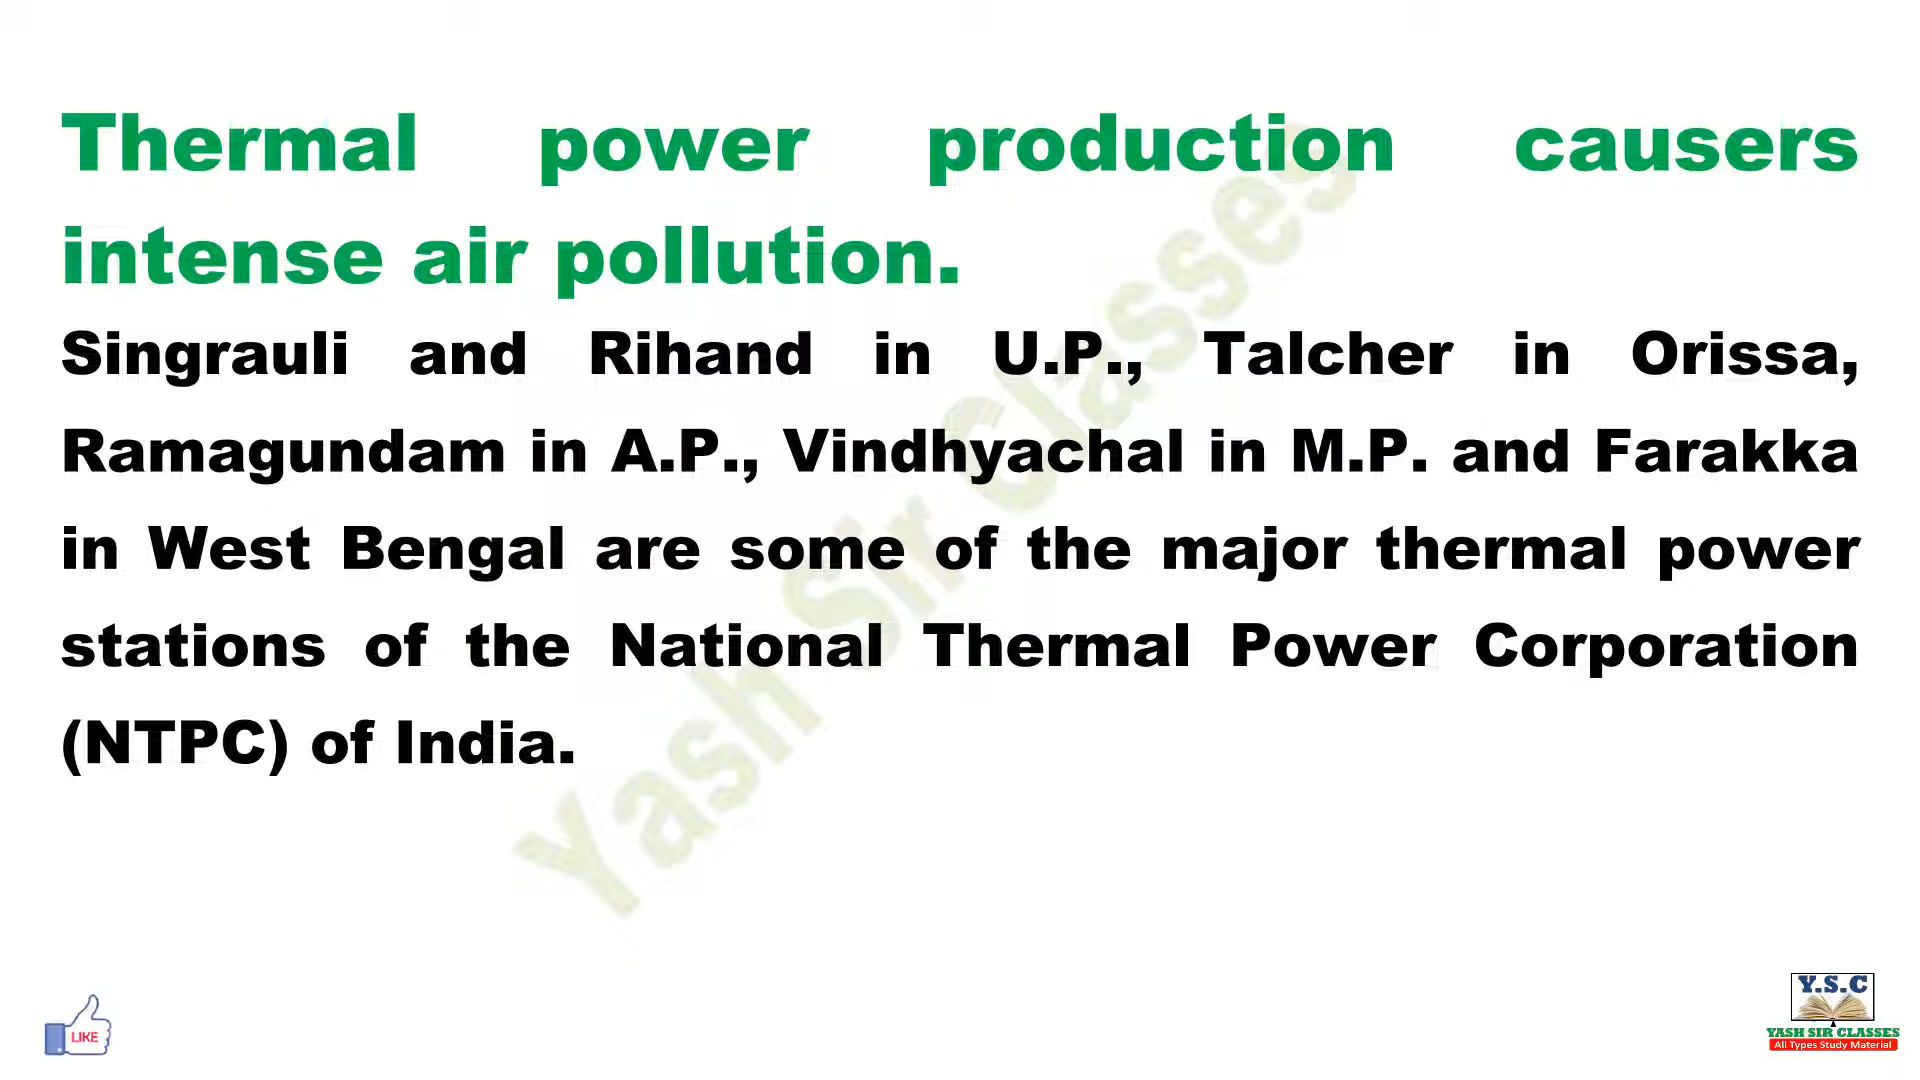 Thermal power production causers
intense air pollution.
Singrauli and Rihand in U.P., Talcher in Orissa,
Ramagundam in A.P., Vindhyachal in M.P. and Farakka
in West Bengal are some of the major thermal power
stations of the National Thermal Power Corporation
(NTPC) of India.
Yash Sir Classes
LIKE
Y.S.C
YASH SIR CLASSES
All Types Study Material